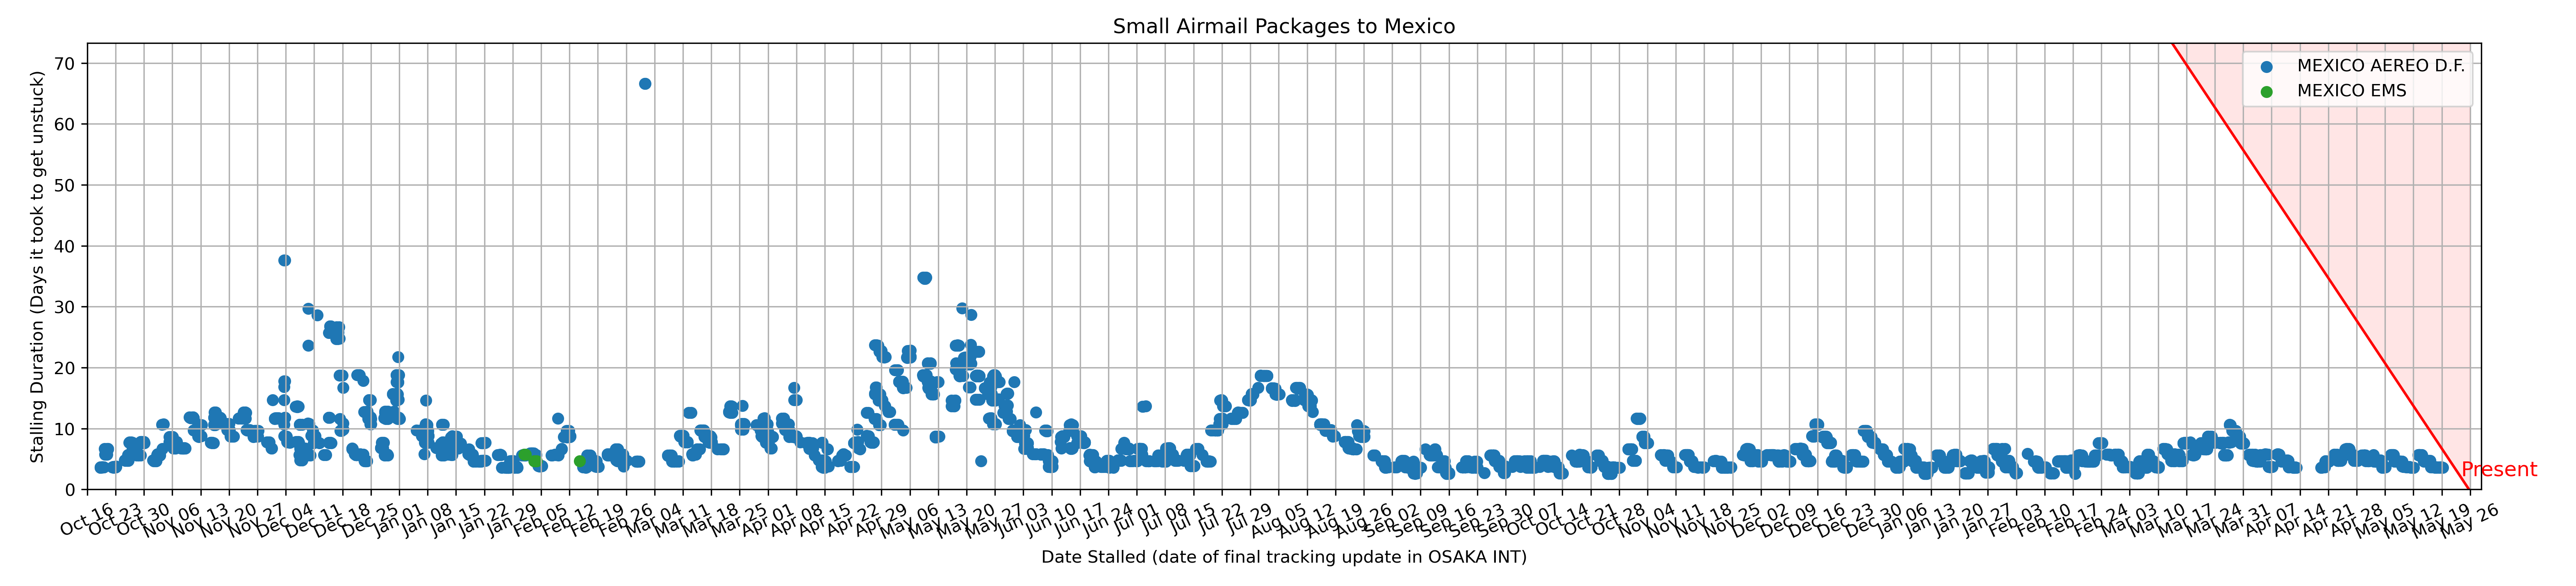 Small Airmail Packages to Mexico
Stalling Duration (Days it took to get unstuck)
70
60
50
40
30
20
10
0
MEXICO AEREO D.F.
MEXICO EMS
Present
Oct 16 Oct 23 Oct 30 Nov 06 Nov 13 Nov 20 Nov 27 Dec 04 Dec 11 Dec 18 Dec 25 Jan 01 Jan 08 Jan 15 Jan 22 Jan 29 Feb 05 Feb 12 Feb 19 Feb 26 Mar 04 Mar 11 Mar 18 Mar 25 Apr 01 Apr 08 Apr 15 Apr 22 Apr 29 May 06 May 13 May 20 May 27 Jun 03 Jun 10 Jun 17 Jun 24 Jul 01 Jul 08 Jul 15 Jul 22 Jul 29 Aug 05 Aug 12 Aug 19 Aug 26 Sep 02 Sep 09 Sep 16 Sep 23 Sep 30 Oct 07 Oct 14 Oct 21 Oct 28 Nov 04 Nov 11 Nov 18 Nov 25 Dec 02 Dec 09 Dec 16 Dec 23 Dec 30 Jan 06 Jan 13 Jan 20 Jan 27 Feb 03 Feb 10 Feb 17 Feb 24 Mar 03 Mar 10 Mar 17 Mar 24 Mar 31 Apr 07 Apr 14 Apr 21 Apr 28 May 05 May 12 May 19 May 26
Date Stalled (date of final tracking update in OSAKA INT)